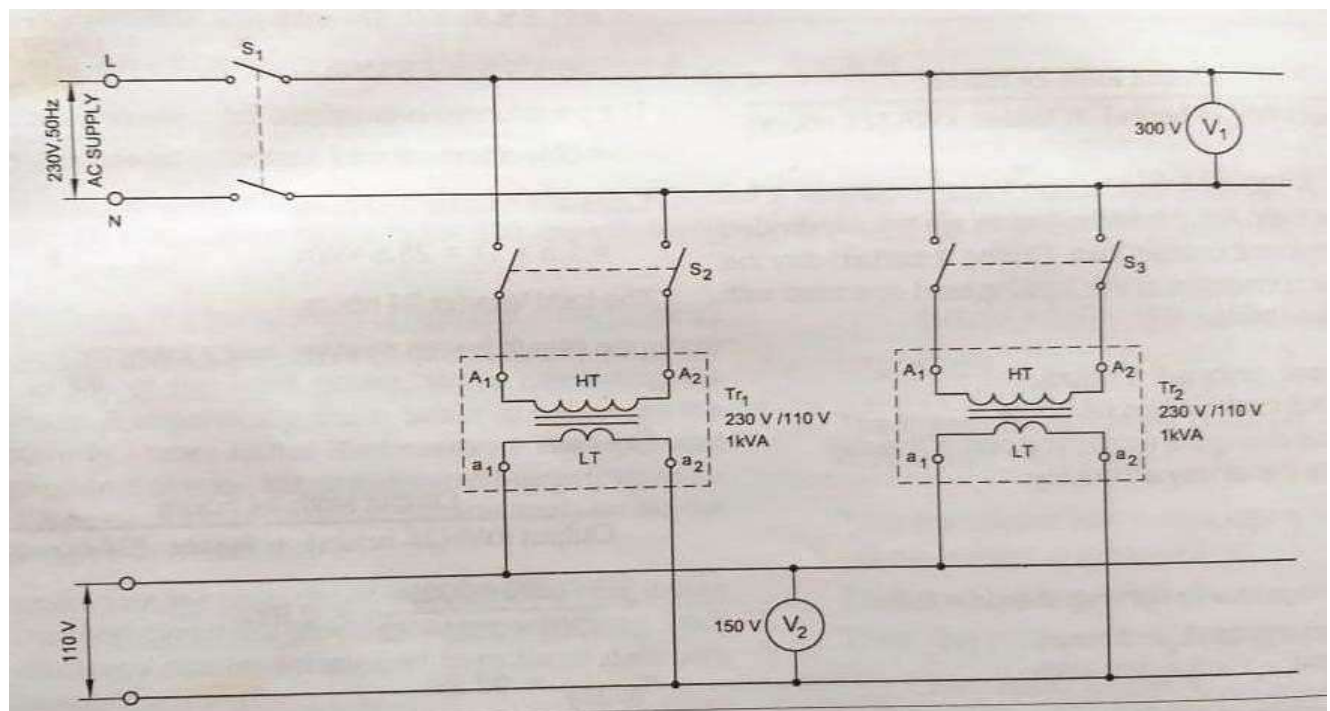 L
S1
230V,50Hz
AC SUPPLY
N
300 V V1
S2
S3
A1 HT A2
Tr1
230 V /110 V
1kVA
a1 LT a2
A1 HT A2
Tr2
230 V /110 V
1kVA
a1 LT a2
110 V
150 V V2